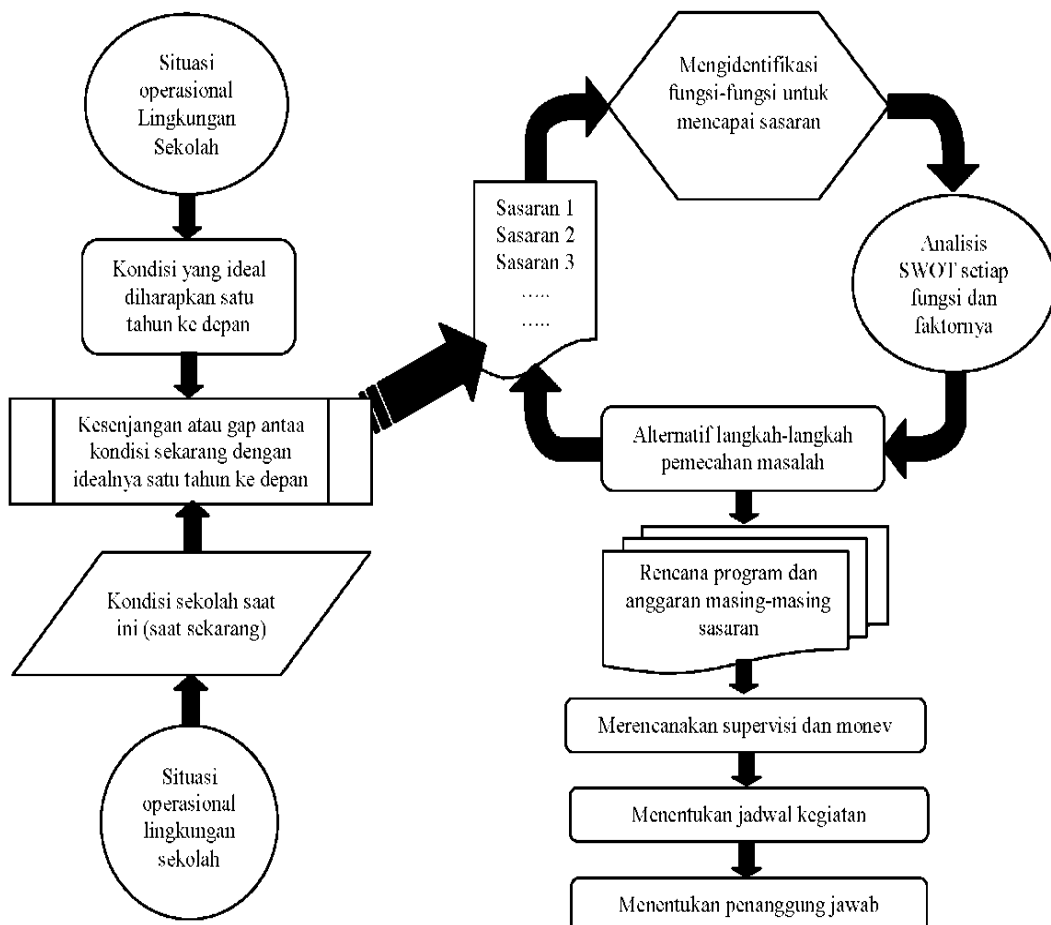 Situasi
operasional
Lingkungan
Sekolah
Kondisi yang ideal
diharapkan satu
tahun ke depan
Kesenjangan atau gap antaa
kondisi sekarang dengan
idealnya satu tahun ke depan
Kondisi sekolah saat
ini (saat sekarang)
Situasi
operasional
lingkungan
sekolah
Sasaran 1
Sasaran 2
Sasaran 3
.....
.....
Mengidentifikasi
fungsi-fungsi untuk
mencapai sasaran
Analisis
SWOT setiap
fungsi dan
faktornya
Alternatif langkah-langkah
pemecahan masalah
Rencana program dan
anggaran masing-masing
sasaran
Merencanakan supervisi dan monev
Menentukan jadwal kegiatan
Menentukan penanggung jawab